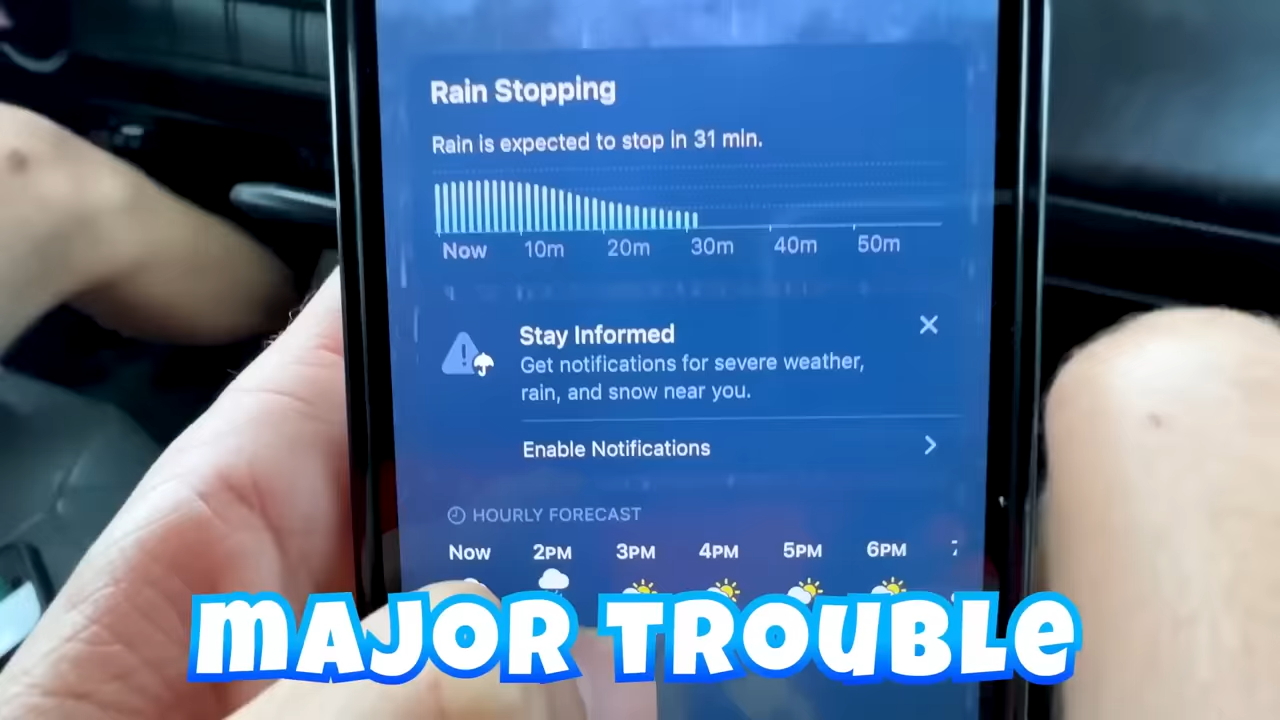 Rain Stopping
Rain is expected to stop in 31 min.
Now 10m 20m 30m 40m 50m
Stay Informed
Get notifications for severe weather,
rain, and snow near you.
Enable Notifications
HOURLY FORECAST
Now 2PM 3PM 4PM 5PM 6PM
MAJOR TROUBLE